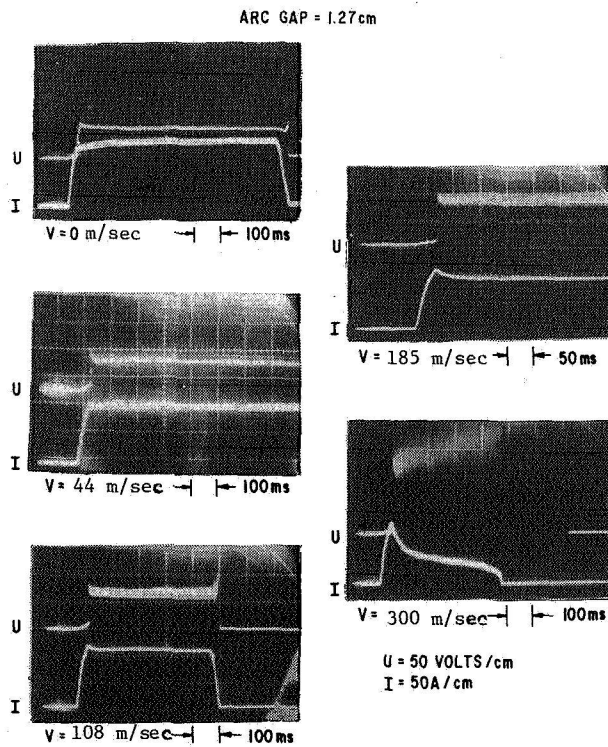 ARC GAP = 1.27cm
U
I
V = 0 m/sec
100ms
U
I
V = 44 m/sec
100ms
U
I
V = 108 m/sec
100ms
U
I
V = 185 m/sec
50ms
U
I
V = 300 m/sec
100ms
U = 50 VOLTS/cm
I = 50A/cm